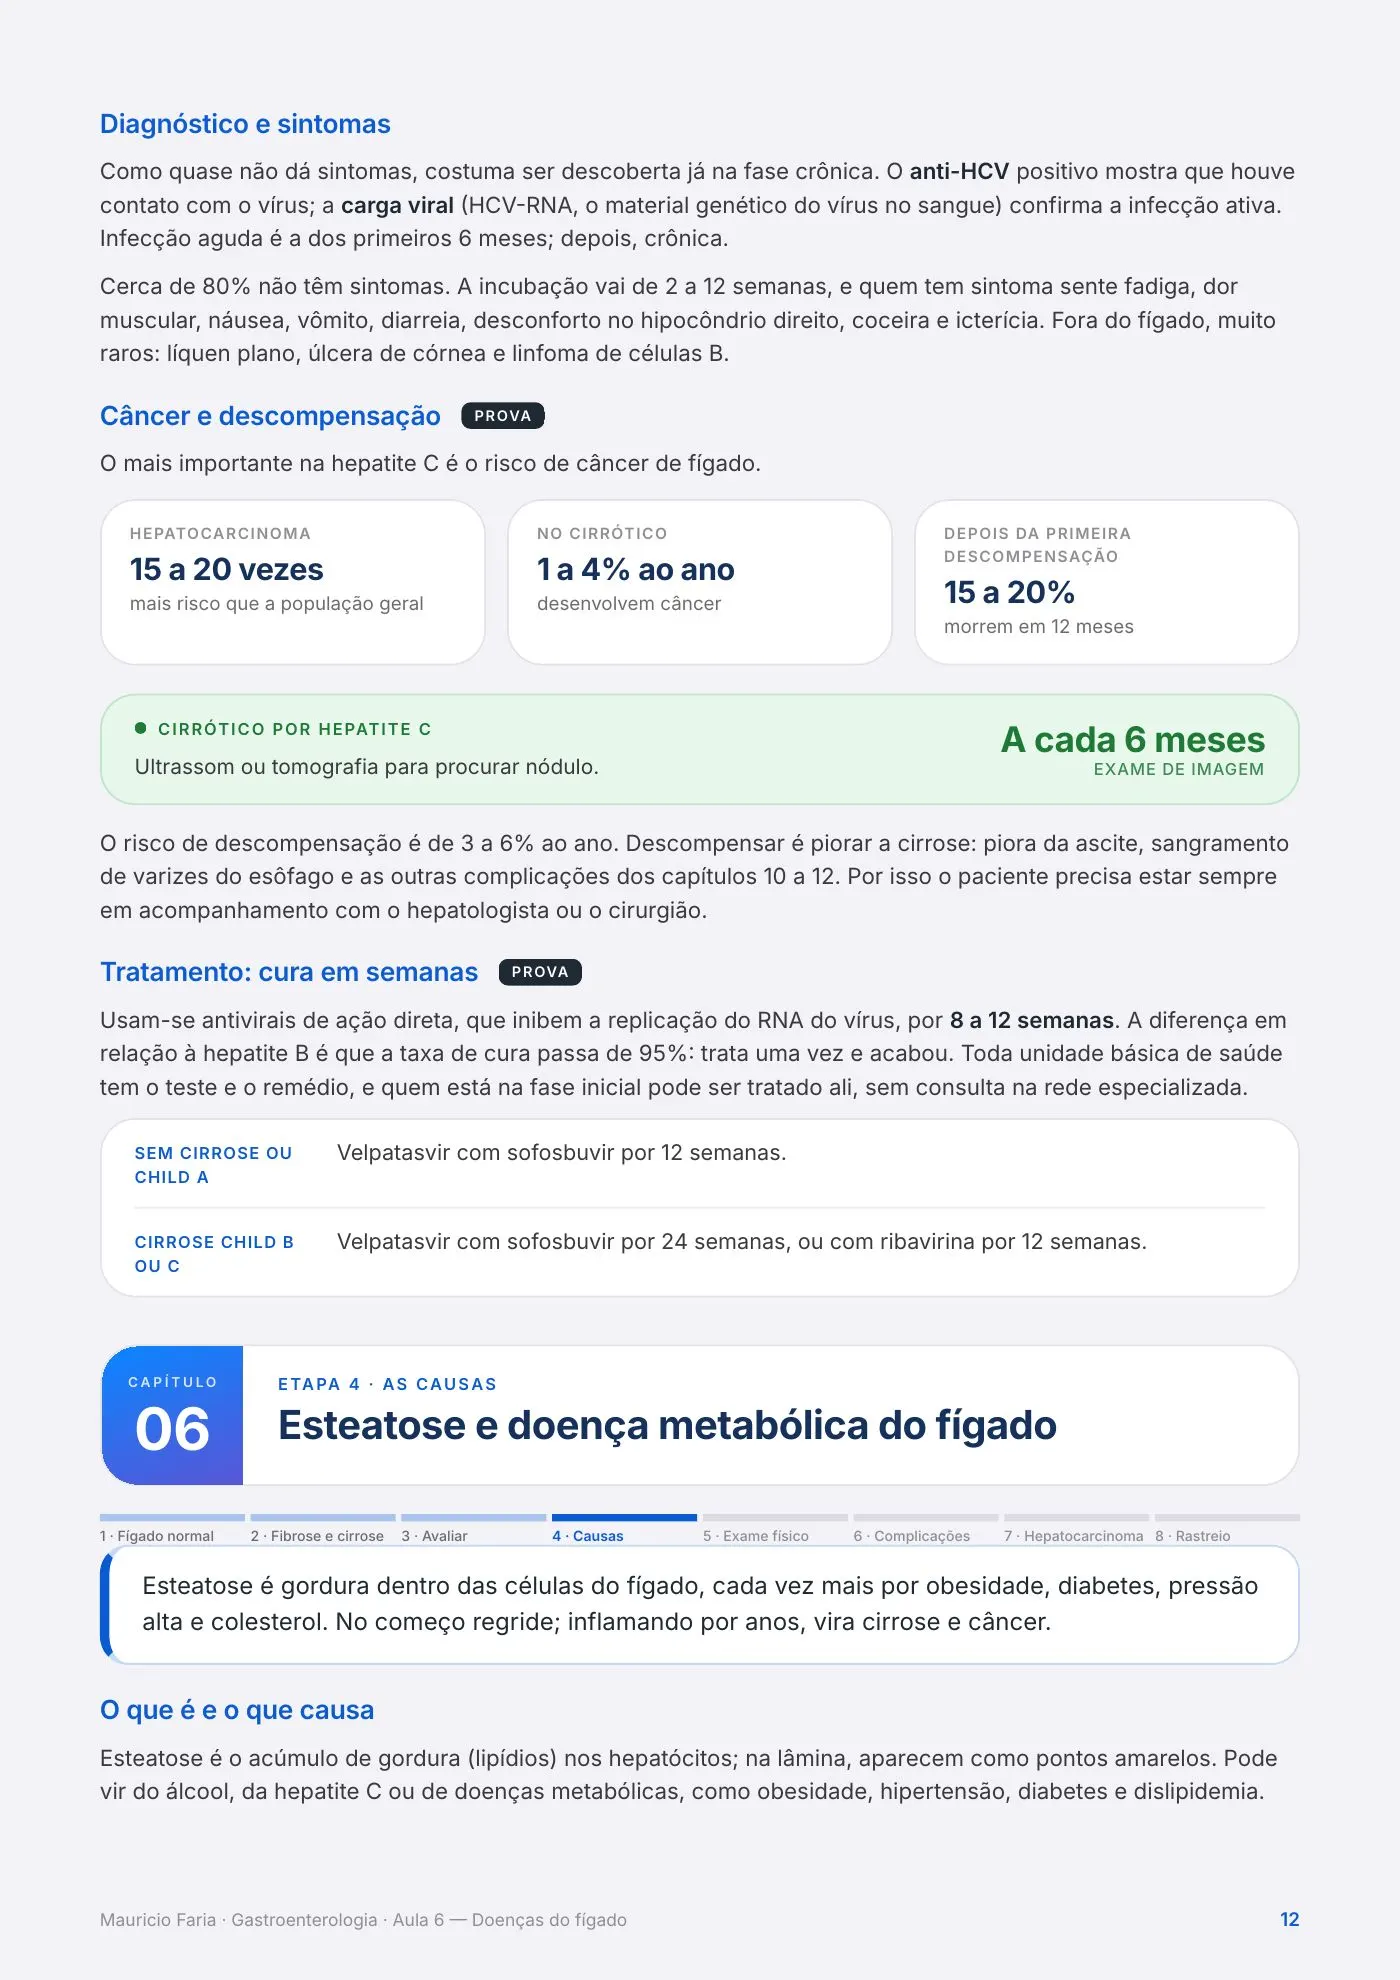 Diagnóstico e sintomas
Como quase não dá sintomas, costuma ser descoberta já na fase crônica. O anti-HCV positivo mostra que houve
contato com o vírus; a carga viral (HCV-RNA, o material genético do vírus no sangue) confirma a infecção ativa.
Infecção aguda é a dos primeiros 6 meses; depois, crônica.
Cerca de 80% não têm sintomas. A incubação vai de 2 a 12 semanas, e quem tem sintoma sente fadiga, dor
muscular, náusea, vômito, diarreia, desconforto no hipocôndrio direito, coceira e icterícia. Fora do fígado, muito
raros: líquen plano, úlcera de córnea e linfoma de células B.
Câncer e descompensação PROVA
O mais importante na hepatite C é o risco de câncer de fígado.
HEPATOCARCINOMA
15 a 20 vezes
mais risco que a população geral
NO CIRRÓTICO
1 a 4% ao ano
desenvolvem câncer
DEPOIS DA PRIMEIRA
DESCOMPENSAÇÃO
15 a 20%
morrem em 12 meses
CIRRÓTICO POR HEPATITE C
Ultrassom ou tomografia para procurar nódulo.
A cada 6 meses
EXAME DE IMAGEM
O risco de descompensação é de 3 a 6% ao ano. Descompensar é piorar a cirrose: piora da ascite, sangramento
de varizes do esôfago e as outras complicações dos capítulos 10 a 12. Por isso o paciente precisa estar sempre
em acompanhamento com o hepatologista ou o cirurgião.
Tratamento: cura em semanas PROVA
Usam-se antivirais de ação direta, que inibem a replicação do RNA do vírus, por 8 a 12 semanas. A diferença em
relação à hepatite B é que a taxa de cura passa de 95%: trata uma vez e acabou. Toda unidade básica de saúde
tem o teste e o remédio, e quem está na fase inicial pode ser tratado ali, sem consulta na rede especializada.
SEM CIRROSE OU
CHILD A
Velpatasvir com sofosbuvir por 12 semanas.
CIRROSE CHILD B
OU C
Velpatasvir com sofosbuvir por 24 semanas, ou com ribavirina por 12 semanas.
CAPÍTULO
06
ETAPA 4 · AS CAUSAS
Esteatose e doença metabólica do fígado
1 · Fígado normal 2 · Fibrose e cirrose 3 · Avaliar 4 · Causas 5 · Exame físico 6 · Complicações 7 · Hepatocarcinoma 8 · Rastreio
Esteatose é gordura dentro das células do fígado, cada vez mais por obesidade, diabetes, pressão
alta e colesterol. No começo regride; inflamando por anos, vira cirrose e câncer.
O que é e o que causa
Esteatose é o acúmulo de gordura (lipídios) nos hepatócitos; na lâmina, aparecem como pontos amarelos. Pode
vir do álcool, da hepatite C ou de doenças metabólicas, como obesidade, hipertensão, diabetes e dislipidemia.
Mauricio Faria · Gastroenterologia · Aula 6 — Doenças do fígado
12